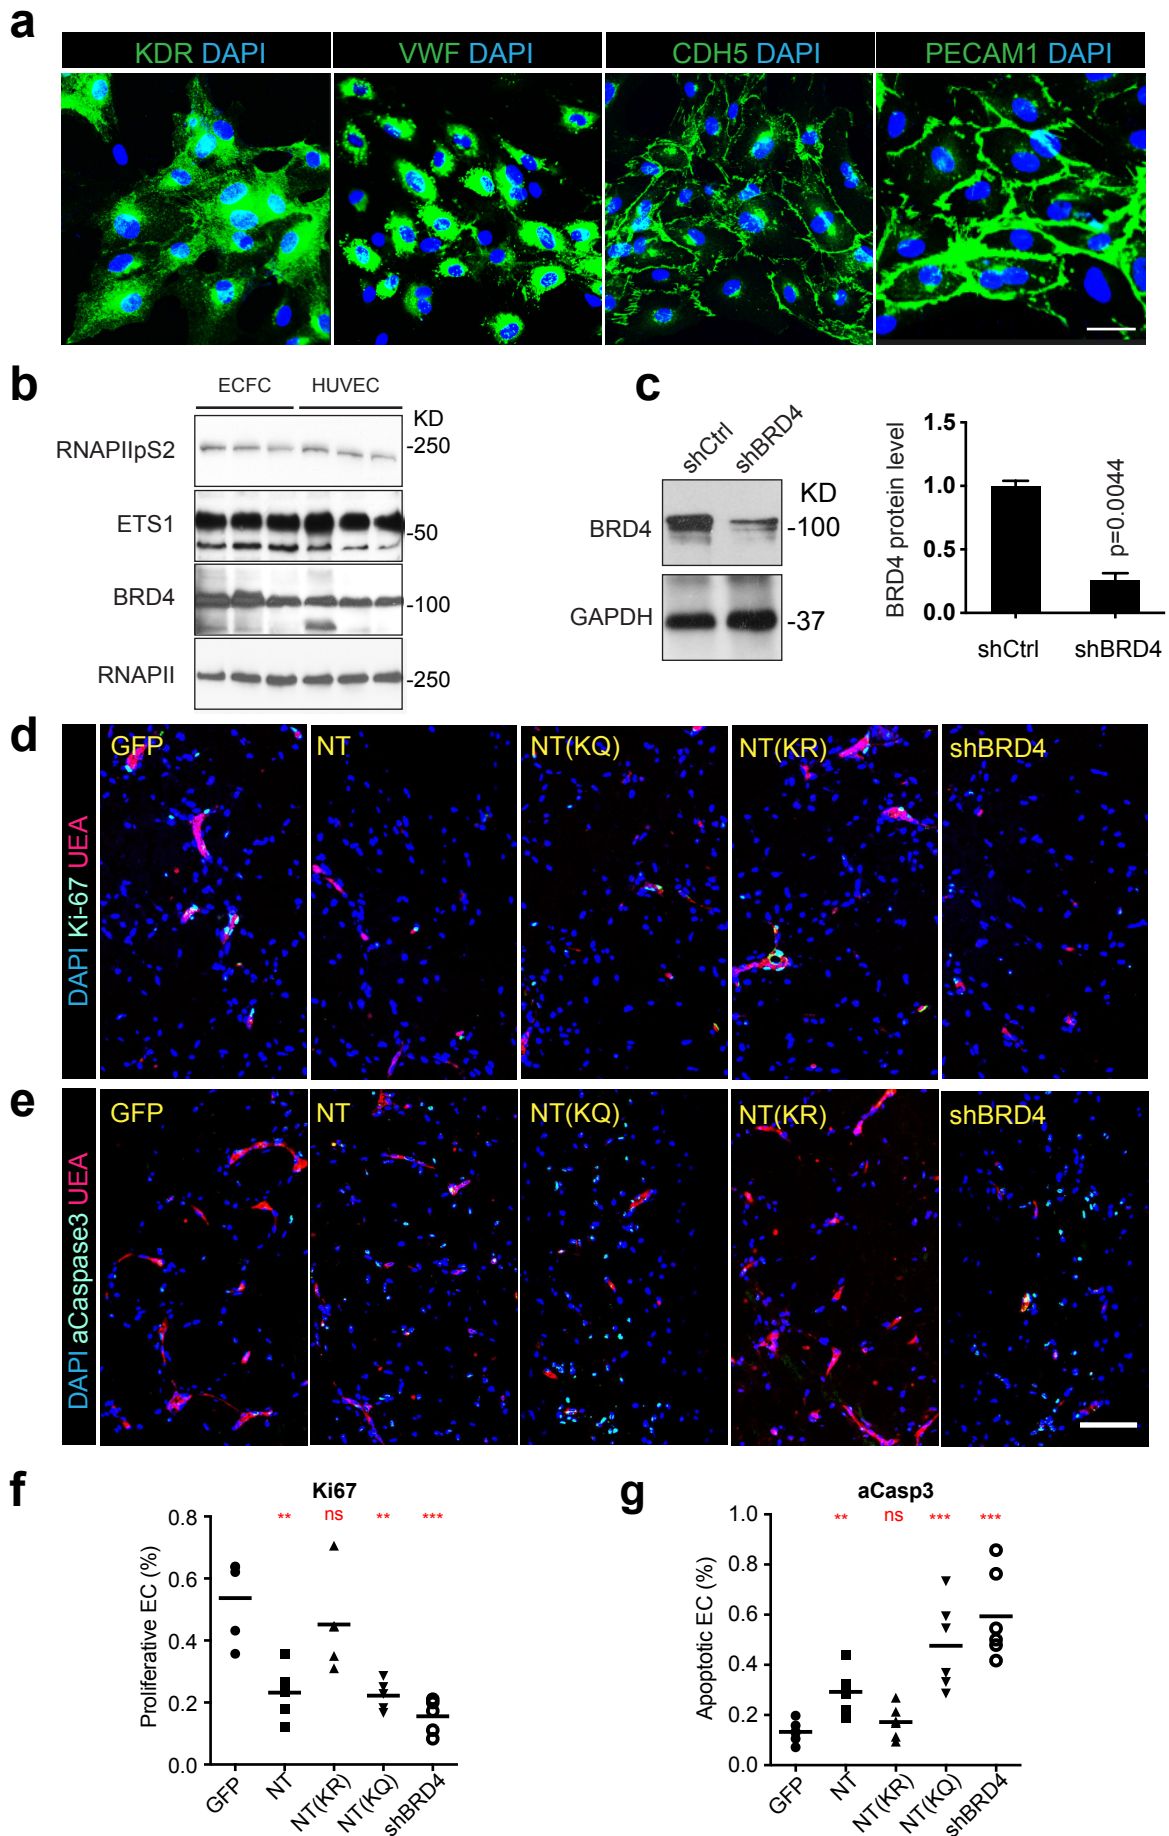 a
KDR DAPI
VWF DAPI
CDH5 DAPI
PECAM1 DAPI
b
ECFC
HUVEC
KD
RNAPIIpS2
-250
ETS1
-50
BRD4
-100
RNAPII
-250
c
shCtrl
shBRD4
KD
BRD4
-100
GAPDH
-37
BRD4 protein level
1.5
1.0
0.5
0.0
p=0.0044
shCtrl
shBRD4
d
DAPI Ki-67 UEA
GFP
NT
NT(KQ)
NT(KR)
shBRD4
e
DAPI aCaspase3 UEA
GFP
NT
NT(KQ)
NT(KR)
shBRD4
f
Ki67
** ns ** ***
Proliferative EC (%)
0.8
0.6
0.4
0.2
0.0
GFP
NT
NT(KR)
NT(KQ)
shBRD4
g
aCasp3
** ns *** ***
Apoptotic EC (%)
1.0
0.8
0.6
0.4
0.2
0.0
GFP
NT
NT(KR)
NT(KQ)
shBRD4